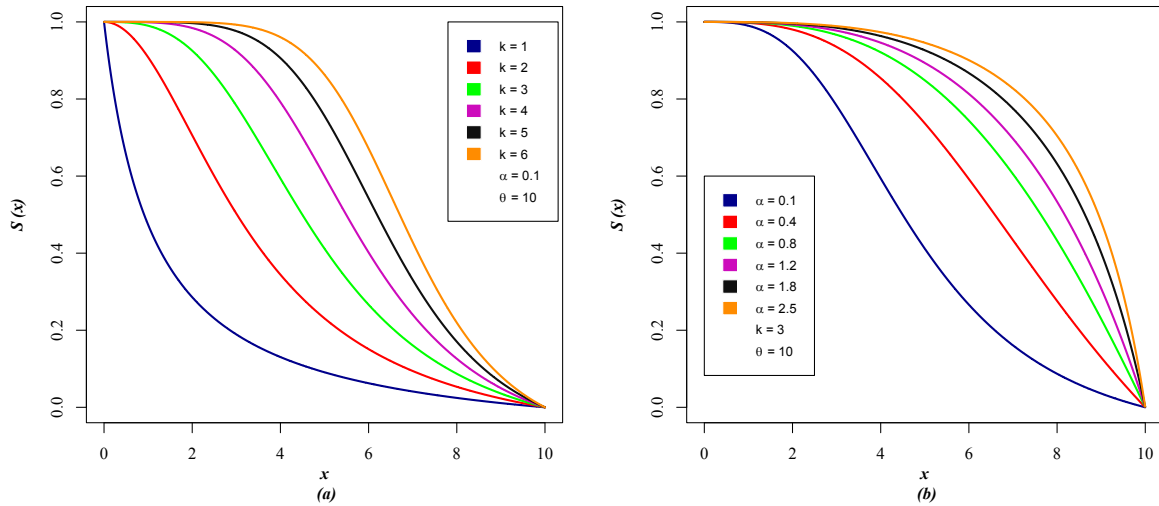 S (x)
1.0
0.8
0.6
0.4
0.2
0.0
k = 1
k = 2
k = 3
k = 4
k = 5
k = 6
α = 0.1
θ = 10
0 2 4 6 8 10
x
(a)
S (x)
1.0
0.8
0.6
0.4
0.2
0.0
α = 0.1
α = 0.4
α = 0.8
α = 1.2
α = 1.8
α = 2.5
k = 3
θ = 10
0 2 4 6 8 10
x
(b)